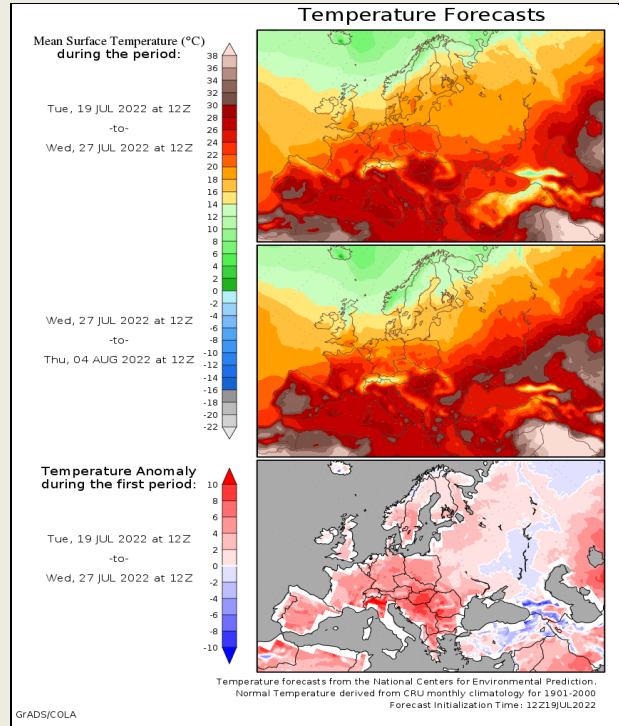 Temperature Forecasts
Mean Surface Temperature (°C)
during the period:
38
36
34
32
30
28
26
24
22
20
18
16
14
12
10
8
6
4
2
0
-2
-4
-6
-8
-10
-12
-14
-16
-18
-20
-22
Tue, 19 JUL 2022 at 12Z
-to-
Wed, 27 JUL 2022 at 12Z
Wed, 27 JUL 2022 at 12Z
-to-
Thu, 04 AUG 2022 at 12Z
Temperature Anomaly
during the first period:
10
8
6
4
2
0
-2
-4
-6
-8
-10
Tue, 19 JUL 2022 at 12Z
-to-
Wed, 27 JUL 2022 at 12Z
Temperature forecasts from the National Centers for Environmental Prediction.
Normal Temperature derived from CRU monthly climatology for 1901-2000
Forecast Initialization Time: 12Z19JUL2022
GrADS/COLA